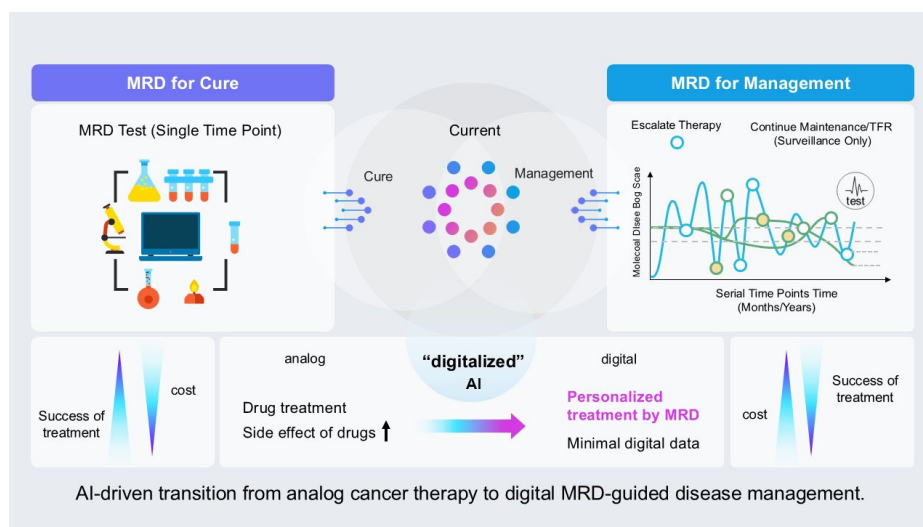 MRD for Cure
MRD Test (Single Time Point)
Current
Cure
Management
MRD for Management
Escalate Therapy
Continue Maintenance/TFR
(Surveillance Only)
test
Molecoal Disee Bog Scae
Serial Time Points Time
(Months/Years)
Success of
treatment
cost
analog
Drug treatment
Side effect of drugs
“digitalized”
AI
digital
Personalized
treatment by MRD
Minimal digital data
cost
Success of
treatment
AI-driven transition from analog cancer therapy to digital MRD-guided disease management.